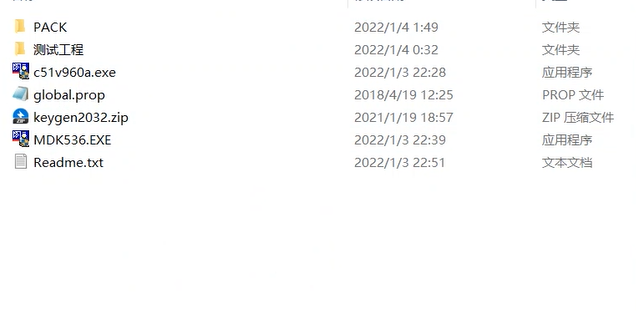 PACK 2022/1/4 1:49 文件夹
测试工程 2022/1/4 0:32 文件夹
c51v960a.exe 2022/1/3 22:28 应用程序
global.prop 2018/4/19 12:25 PROP 文件
keygen2032.zip 2021/1/19 18:57 ZIP 压缩文件
MDK536.EXE 2022/1/3 22:39 应用程序
Readme.txt 2022/1/3 22:51 文本文档